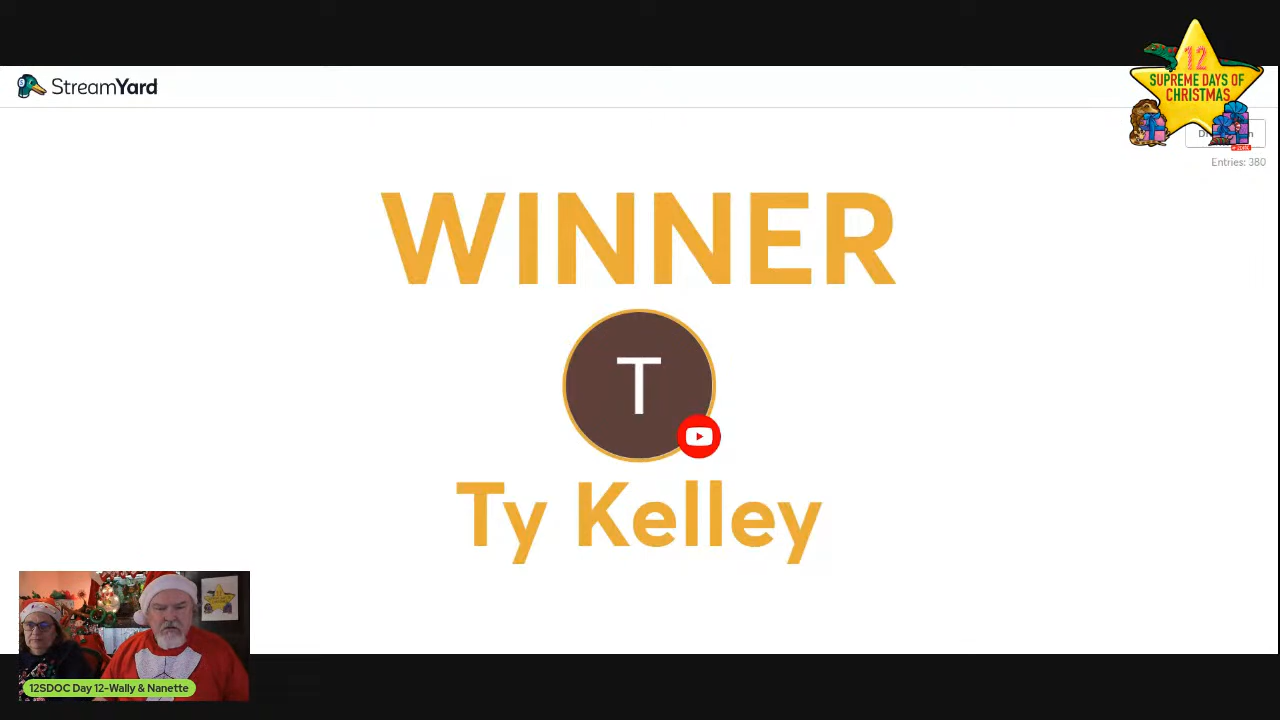 StreamYard
12
SUPREME DAYS OF
CHRISTMAS
Entries: 380
WINNER
T
Ty Kelley
12SDOC Day 12-Wally & Nanette